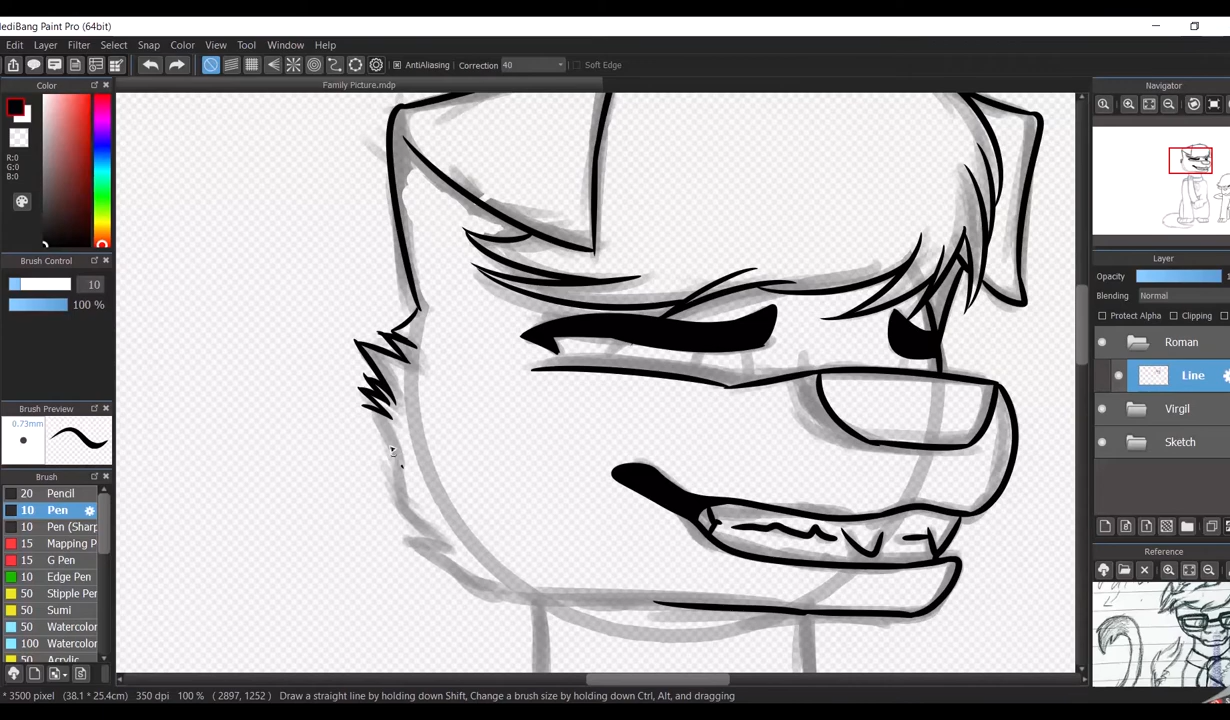 ediBang Paint Pro (64bit)
Edit Layer Filter Select Snap Color View Tool Window Help
AntiAliasing Correction 40 Soft Edge
Color
Family Picture.mdp
Navigator
R:0
G:0
B:0
Brush Control
10
100 %
Layer
Opacity
Blending Normal
Protect Alpha Clipping
Roman
Line
Virgil
Sketch
Brush Preview
0.73mm
Brush
20 Pencil
10 Pen
10 Pen (Sharp
15 Mapping P
15 G Pen
10 Edge Pen
50 Stipple Pen
50 Sumi
50 Watercolor
100 Watercolor
50 Acrylic
Reference
* 3500 pixel (38.1 * 25.4cm) 350 dpi 100 % ( 2897, 1252 ) Draw a straight line by holding down Shift, Change a brush size by holding down Ctrl, Alt, and dragging